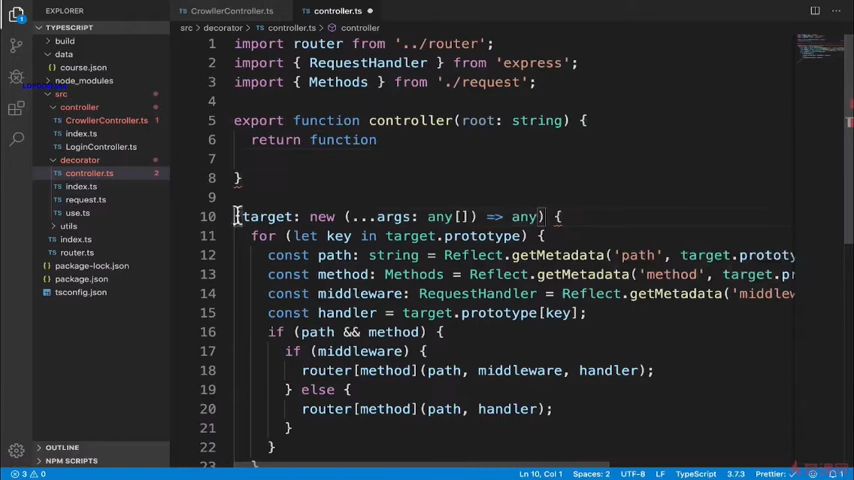 EXPLORER
CrowllerController.ts
controller.ts
TYPESCRIPT
src > decorator > controller.ts > controller
build
data
course.json
node_modules
src
controller
CrowllerController.ts 1
index.ts
LoginController.ts
decorator
controller.ts 2
index.ts
request.ts
use.ts
utils
index.ts
router.ts
package-lock.json
package.json
tsconfig.json
OUTLINE
NPM SCRIPTS
1 import router from '../router';
2 import { RequestHandler } from 'express';
3 import { Methods } from './request';
4
5 export function controller(root: string) {
6 return function
7
8 }
9
10 (target: new (...args: any[]) => any) {
11 for (let key in target.prototype) {
12 const path: string = Reflect.getMetadata('path', target.prototy
13 const method: Methods = Reflect.getMetadata('method', target.pr
14 const middleware: RequestHandler = Reflect.getMetadata('middlew
15 const handler = target.prototype[key];
16 if (path && method) {
17 if (middleware) {
18 router[method](path, middleware, handler);
19 } else {
20 router[method](path, handler);
21 }
22 }
23 }
3 0
Ln 10, Col 1 Spaces: 2 UTF-8 LF TypeScript 3.7.3 Prettier: ✓ 1